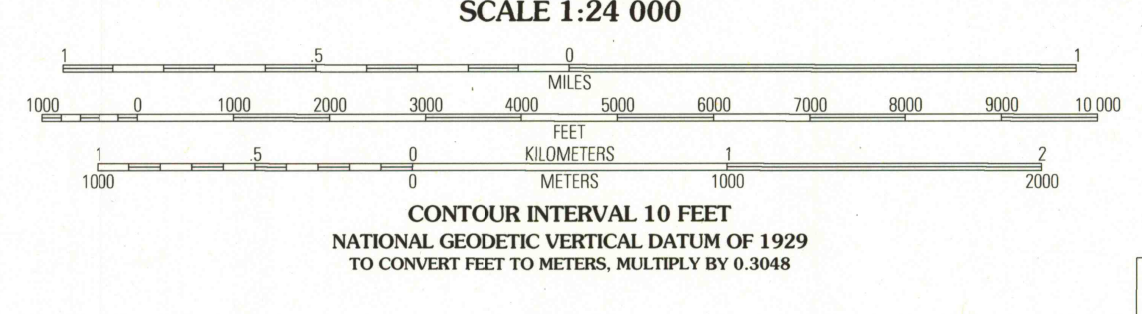 SCALE 1:24 000
1 .5 0 1
MILES
1000 0 1000 2000 3000 4000 5000 6000 7000 8000 9000 10 000
FEET
1 .5 0 KILOMETERS 1 2
1000 0 METERS 1000 2000
CONTOUR INTERVAL 10 FEET
NATIONAL GEODETIC VERTICAL DATUM OF 1929
TO CONVERT FEET TO METERS, MULTIPLY BY 0.3048